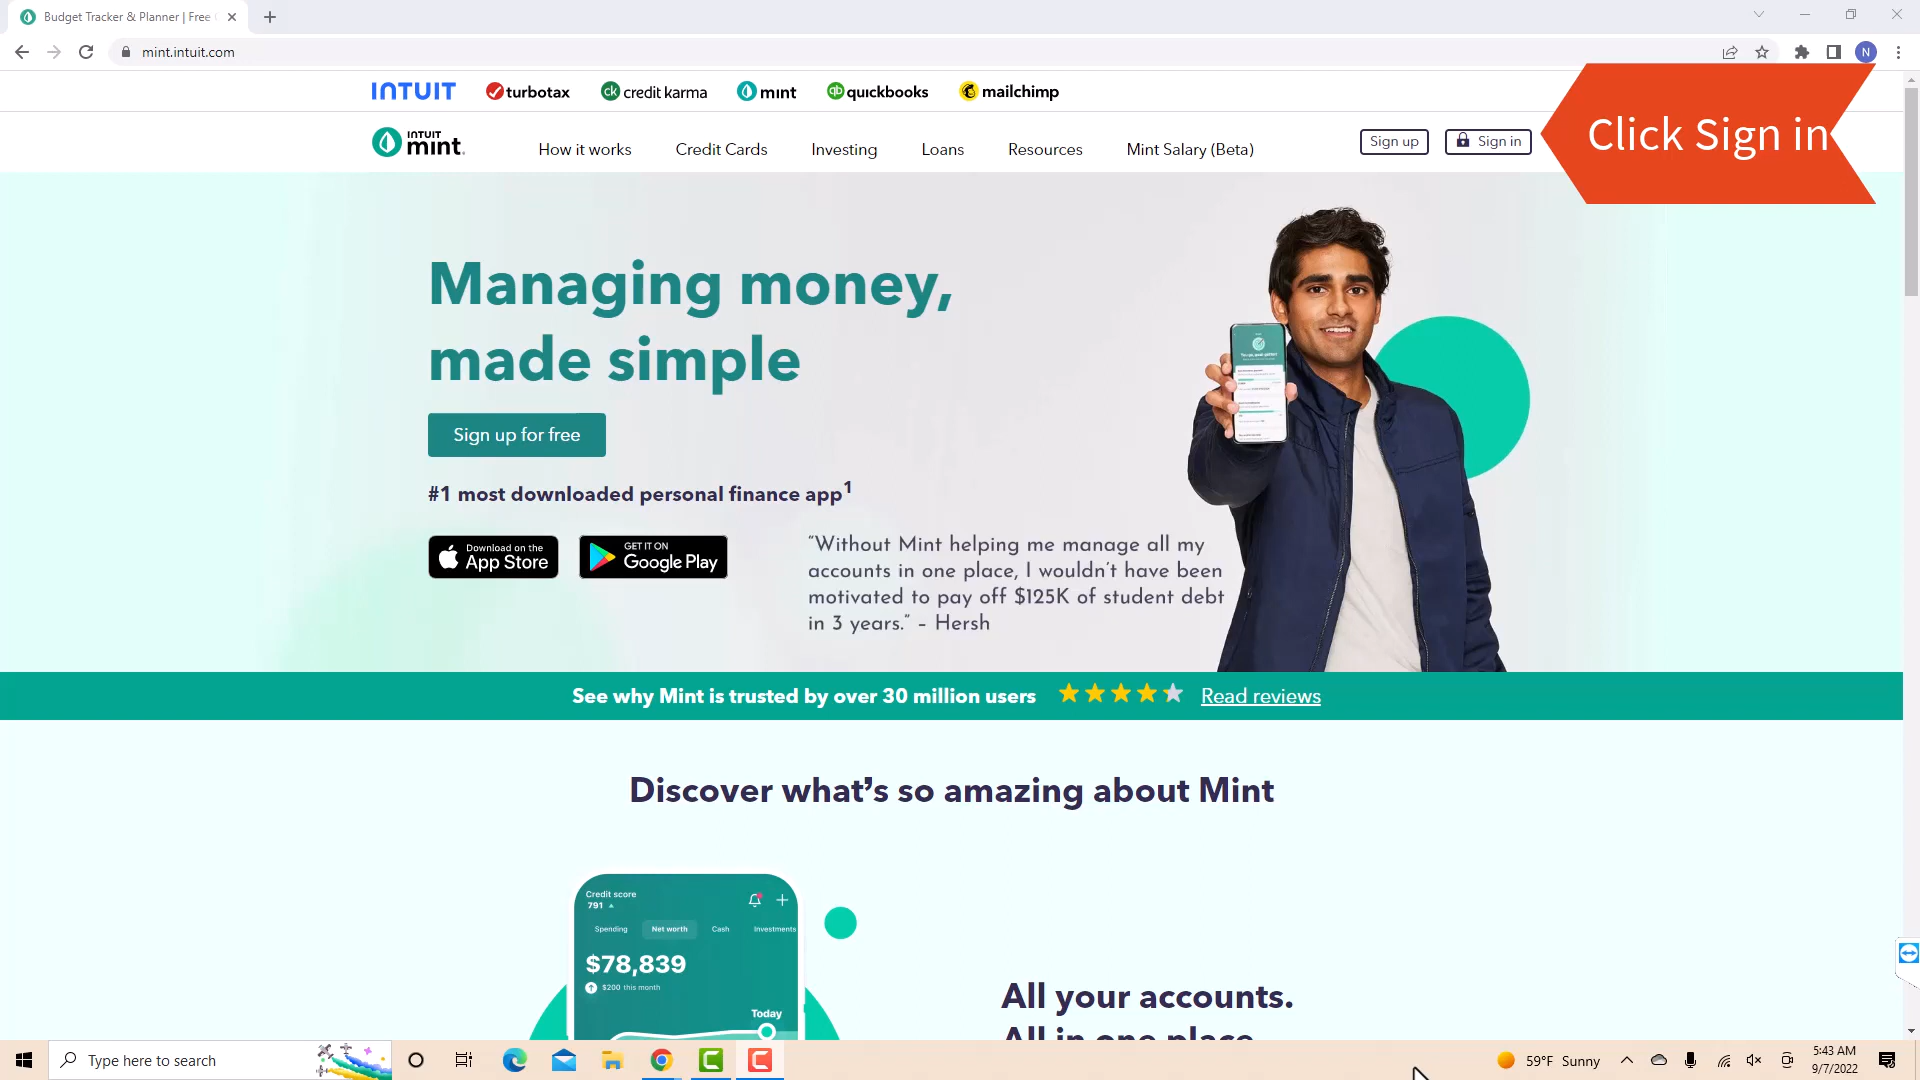 Budget Tracker & Planner | Free
mint.intuit.com
N
INTUIT
turbotax
ck credit karma
mint
qb quickbooks
mailchimp
INTUIT
mint.
How it works
Credit Cards
Investing
Loans
Resources
Mint Salary (Beta)
Sign up
Sign in
Click Sign in
Managing money,
made simple
Sign up for free
#1 most downloaded personal finance app1
Download on the
App Store
GET IT ON
Google Play
“Without Mint helping me manage all my
accounts in one place, I wouldn’t have been
motivated to pay off $125K of student debt
in 3 years.” – Hersh
See why Mint is trusted by over 30 million users
Read reviews
Discover what’s so amazing about Mint
Credit score
791
Spending
Net worth
Cash
Investments
$78,839
$200 this month
Today
All your accounts.
All in one place
Type here to search
59°F Sunny
5:43 AM
9/7/2022